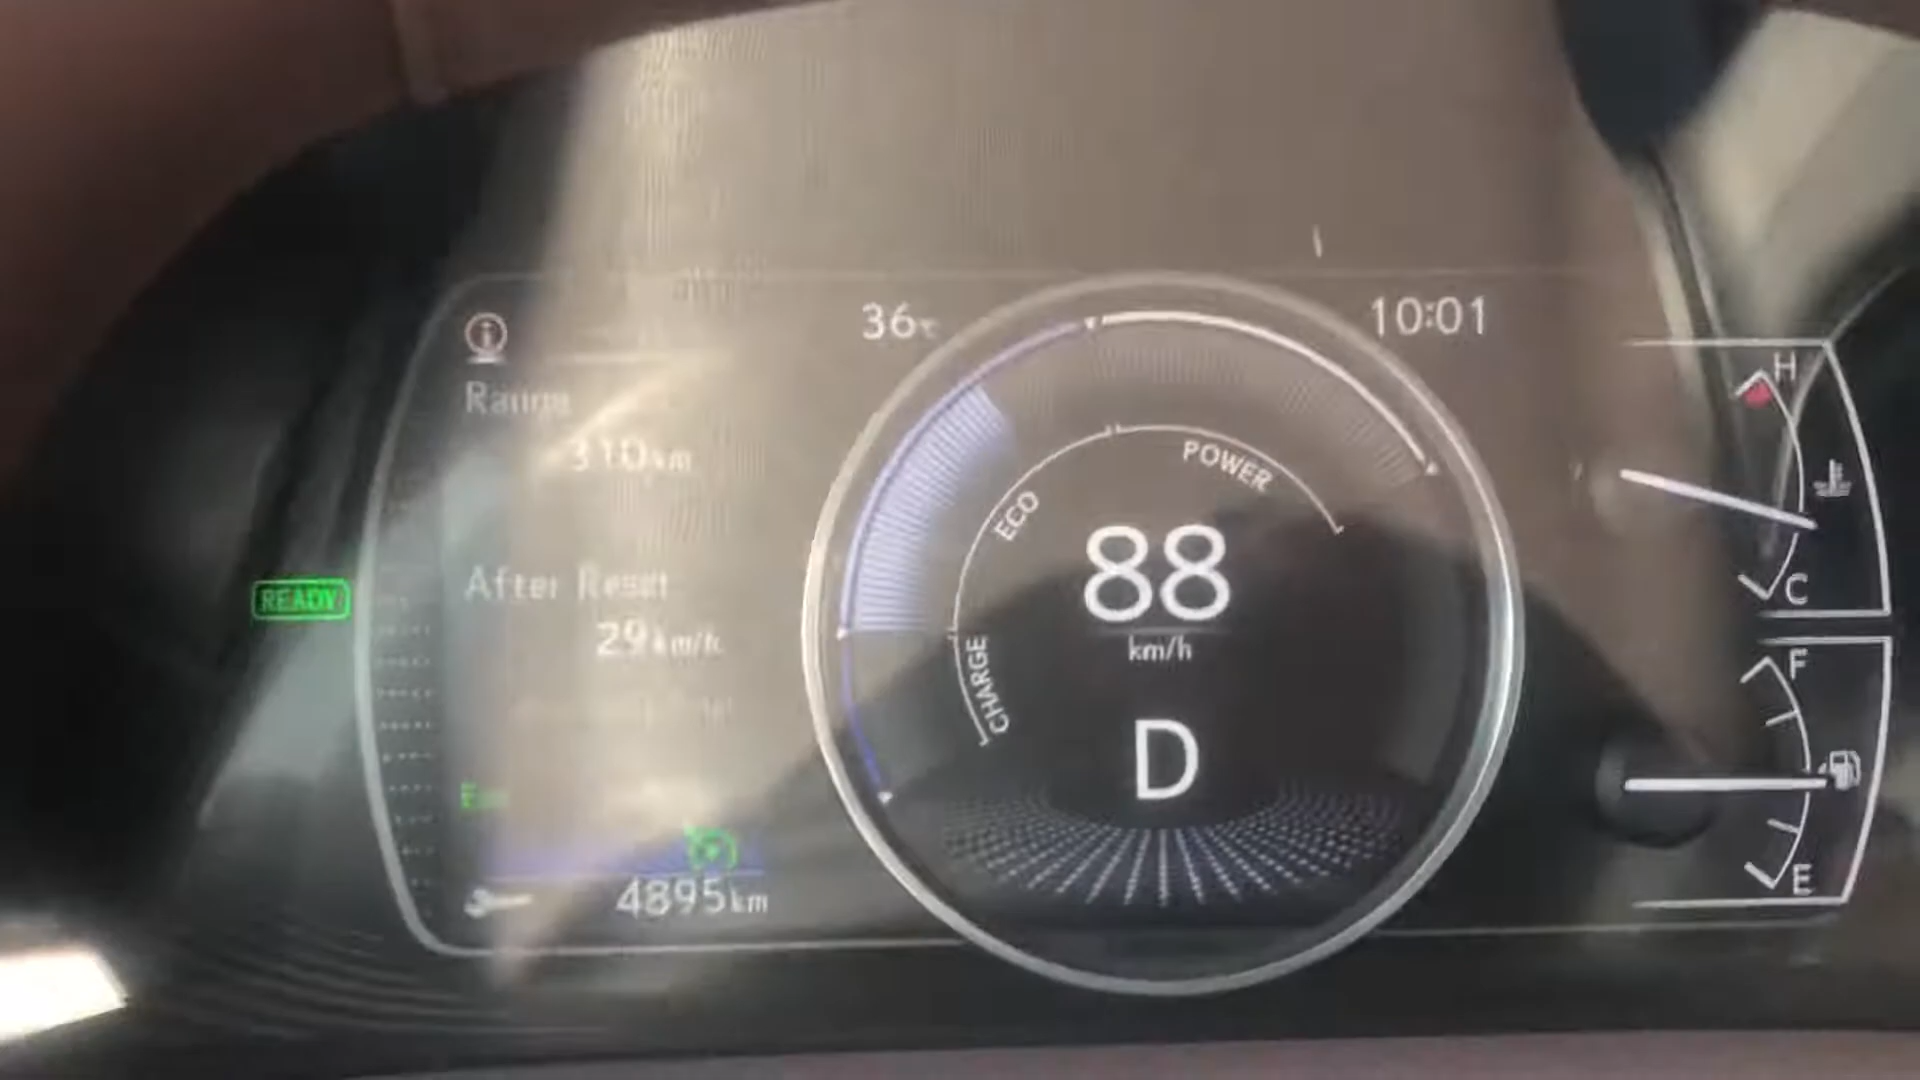 36°C
10:01
Range
310km
After Reset
29km/h
READY
4895km
CHARGE
ECO
POWER
88
km/h
D
H
C
F
E